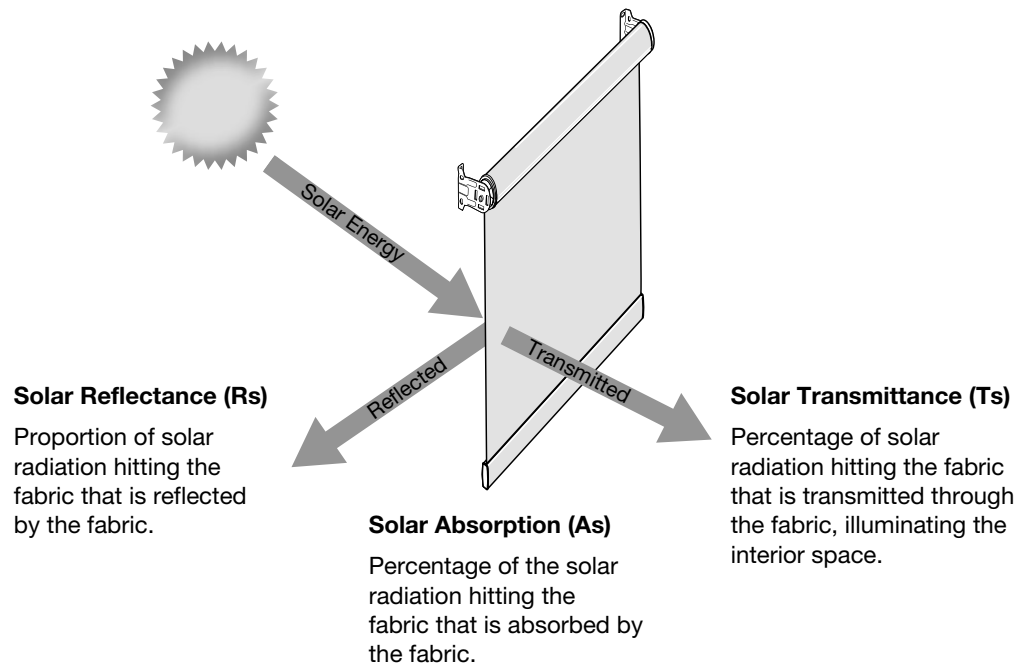 Solar Energy
Reflected
Transmitted
Solar Reflectance (Rs)
Proportion of solar
radiation hitting the
fabric that is reflected
by the fabric.
Solar Absorption (As)
Percentage of the solar
radiation hitting the
fabric that is absorbed by
the fabric.
Solar Transmittance (Ts)
Percentage of solar
radiation hitting the fabric
that is transmitted through
the fabric, illuminating the
interior space.